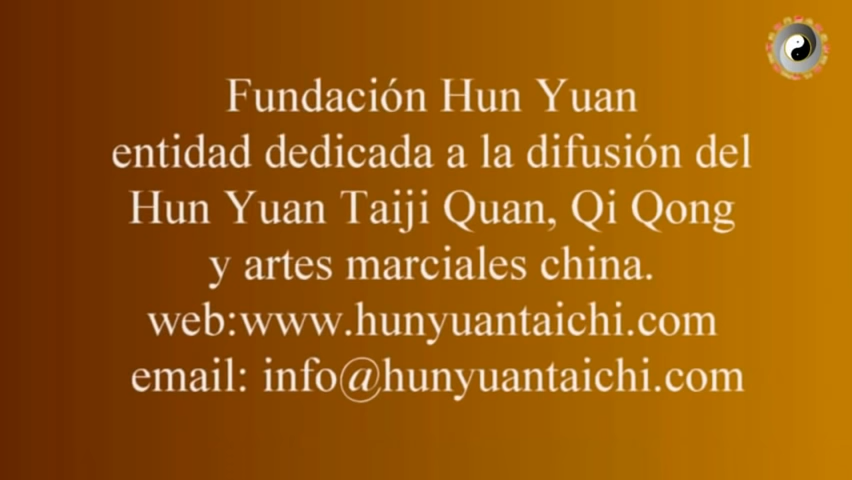 Fundación Hun Yuan
entidad dedicada a la difusión del
Hun Yuan Taiji Quan, Qi Qong
y artes marciales china.
web:www.hunyuantaichi.com
email: info@hunyuantaichi.com